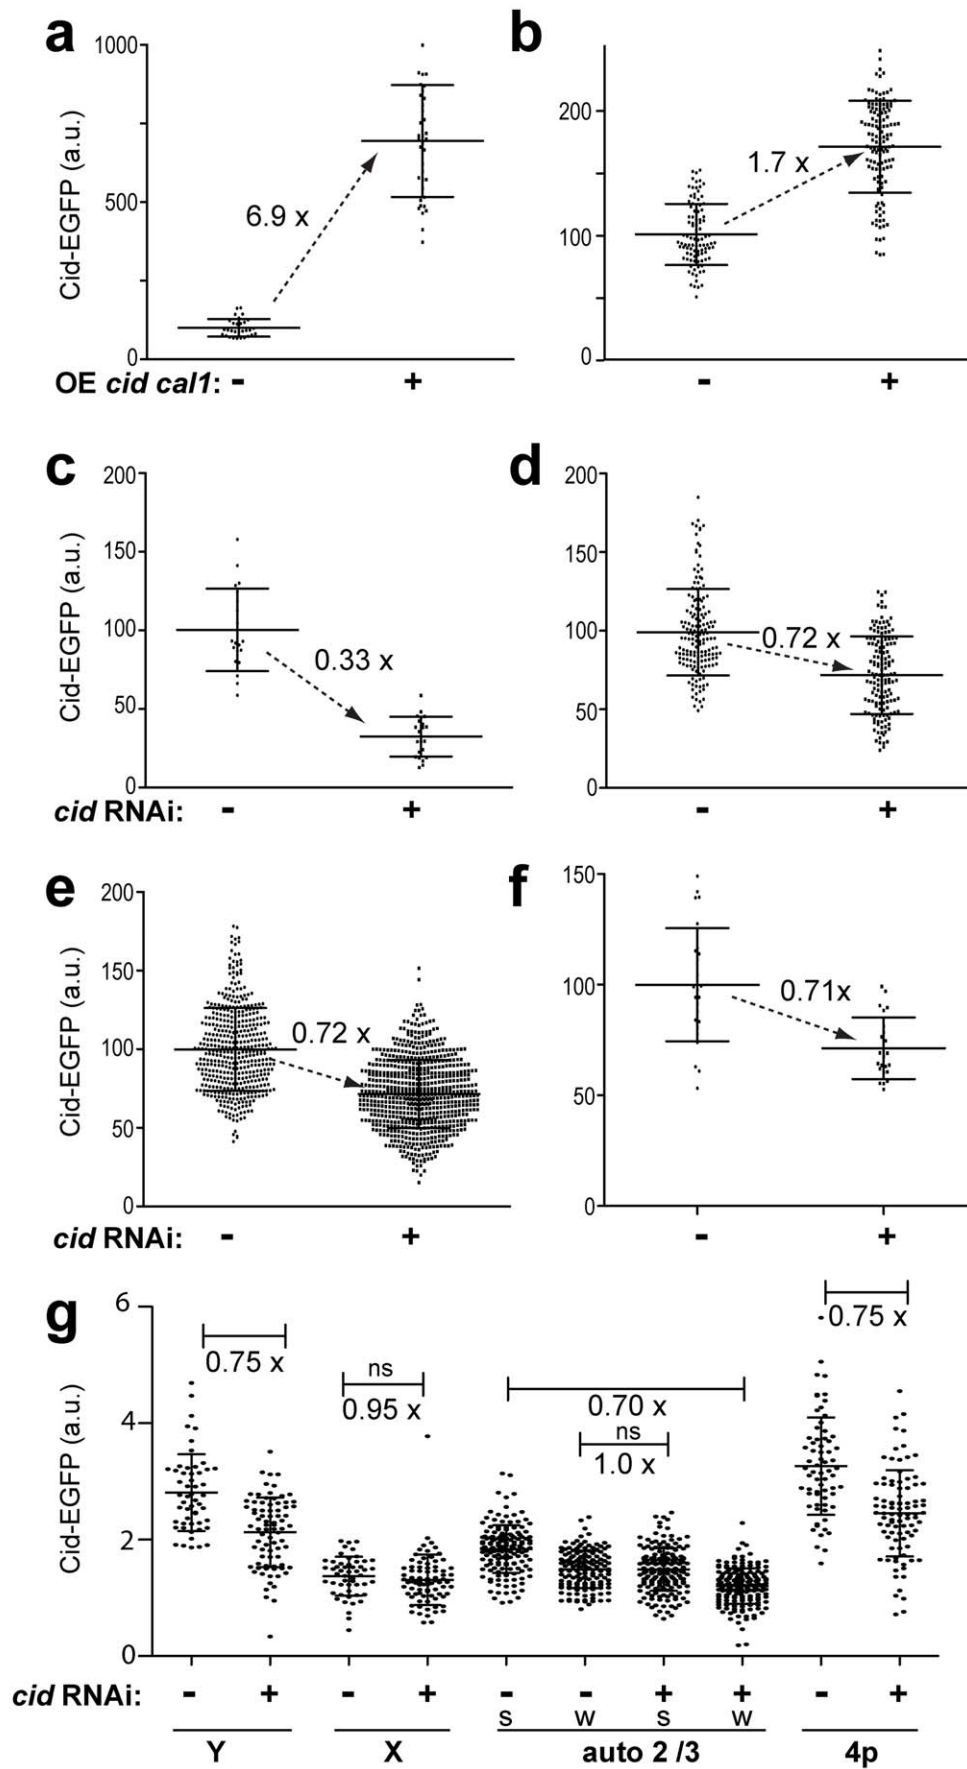 a b
1000
500
0
Cid-EGFP (a.u.)
6.9 x
200
100
0
1.7 x
OE cid cal1: - + - +
c d
200
150
100
50
0
Cid-EGFP (a.u.)
0.33 x
200
150
100
50
0
0.72 x
cid RNAi: - + - +
e f
200
150
100
50
0
Cid-EGFP (a.u.)
0.72 x
150
100
50
0
0.71x
cid RNAi: - + - +
g
6
4
2
0
Cid-EGFP (a.u.)
0.75 x
ns
0.95 x
0.70 x
ns
1.0 x
0.75 x
cid RNAi: - + - + - - + + - +
s w s w
Y X auto 2 /3 4p